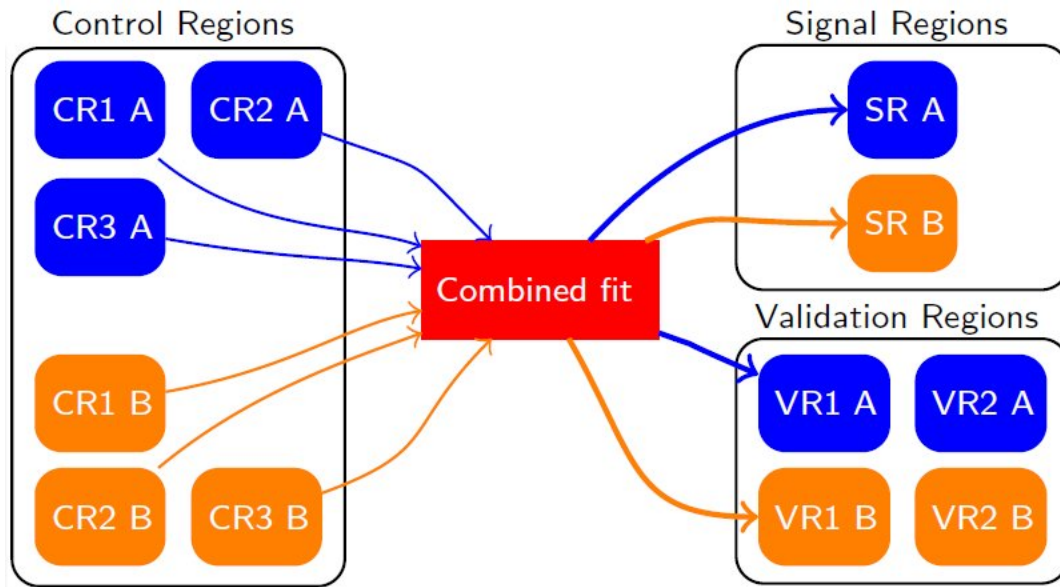 Control Regions
CR1 A
CR2 A
CR3 A
CR1 B
CR2 B
CR3 B
Combined fit
Signal Regions
SR A
SR B
Validation Regions
VR1 A
VR2 A
VR1 B
VR2 B